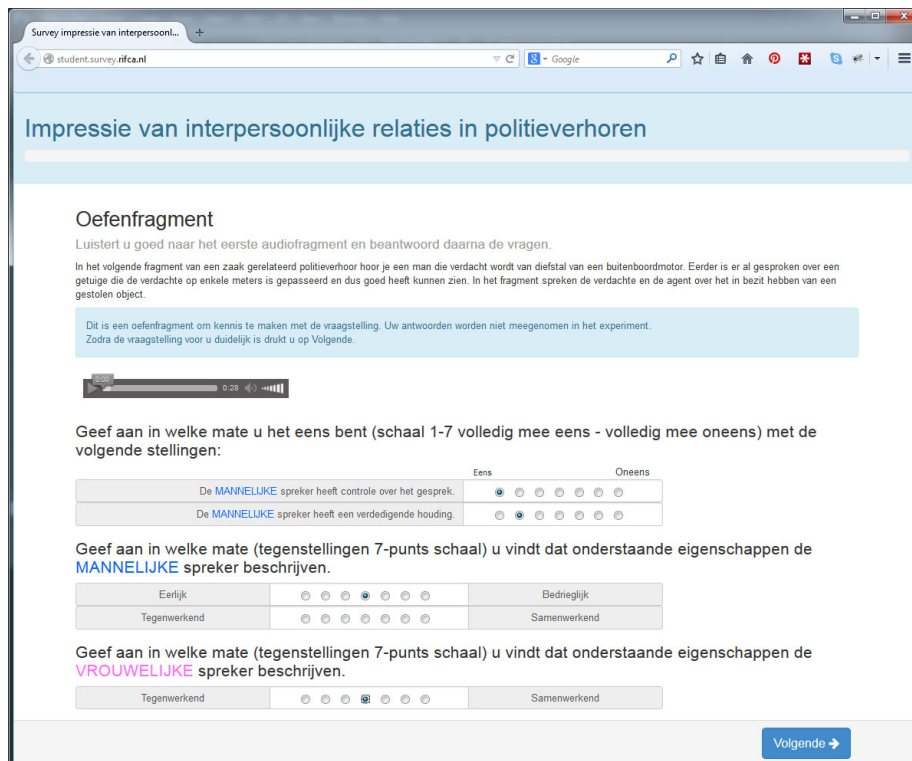 Survey impressie van interpersoonl...
student.survey.rifca.nl
Google
Impressie van interpersoonlijke relaties in politieverhoren
Oefenfragment
Luistert u goed naar het eerste audiofragment en beantwoord daarna de vragen.
In het volgende fragment van een zaak gerelateerd politieverhoor hoor je een man die verdacht wordt van diefstal van een buitenboordmotor. Eerder is er al gesproken over een
getuige die de verdachte op enkele meters is gepasseerd en dus goed heeft kunnen zien. In het fragment spreken de verdachte en de agent over het in bezit hebben van een
gestolen object.
Dit is een oefenfragment om kennis te maken met de vraagstelling. Uw antwoorden worden niet meegenomen in het experiment.
Zodra de vraagstelling voor u duidelijk is drukt u op Volgende.
0:00
0:28
Geef aan in welke mate u het eens bent (schaal 1-7 volledig mee eens - volledig mee oneens) met de
volgende stellingen:
Eens Oneens
De MANNELIJKE spreker heeft controle over het gesprek.
De MANNELIJKE spreker heeft een verdedigende houding.
Geef aan in welke mate (tegenstellingen 7-punts schaal) u vindt dat onderstaande eigenschappen de
MANNELIJKE spreker beschrijven.
Eerlijk Bedrieglijk
Tegenwerkend Samenwerkend
Geef aan in welke mate (tegenstellingen 7-punts schaal) u vindt dat onderstaande eigenschappen de
VROUWELIJKE spreker beschrijven.
Tegenwerkend Samenwerkend
Volgende